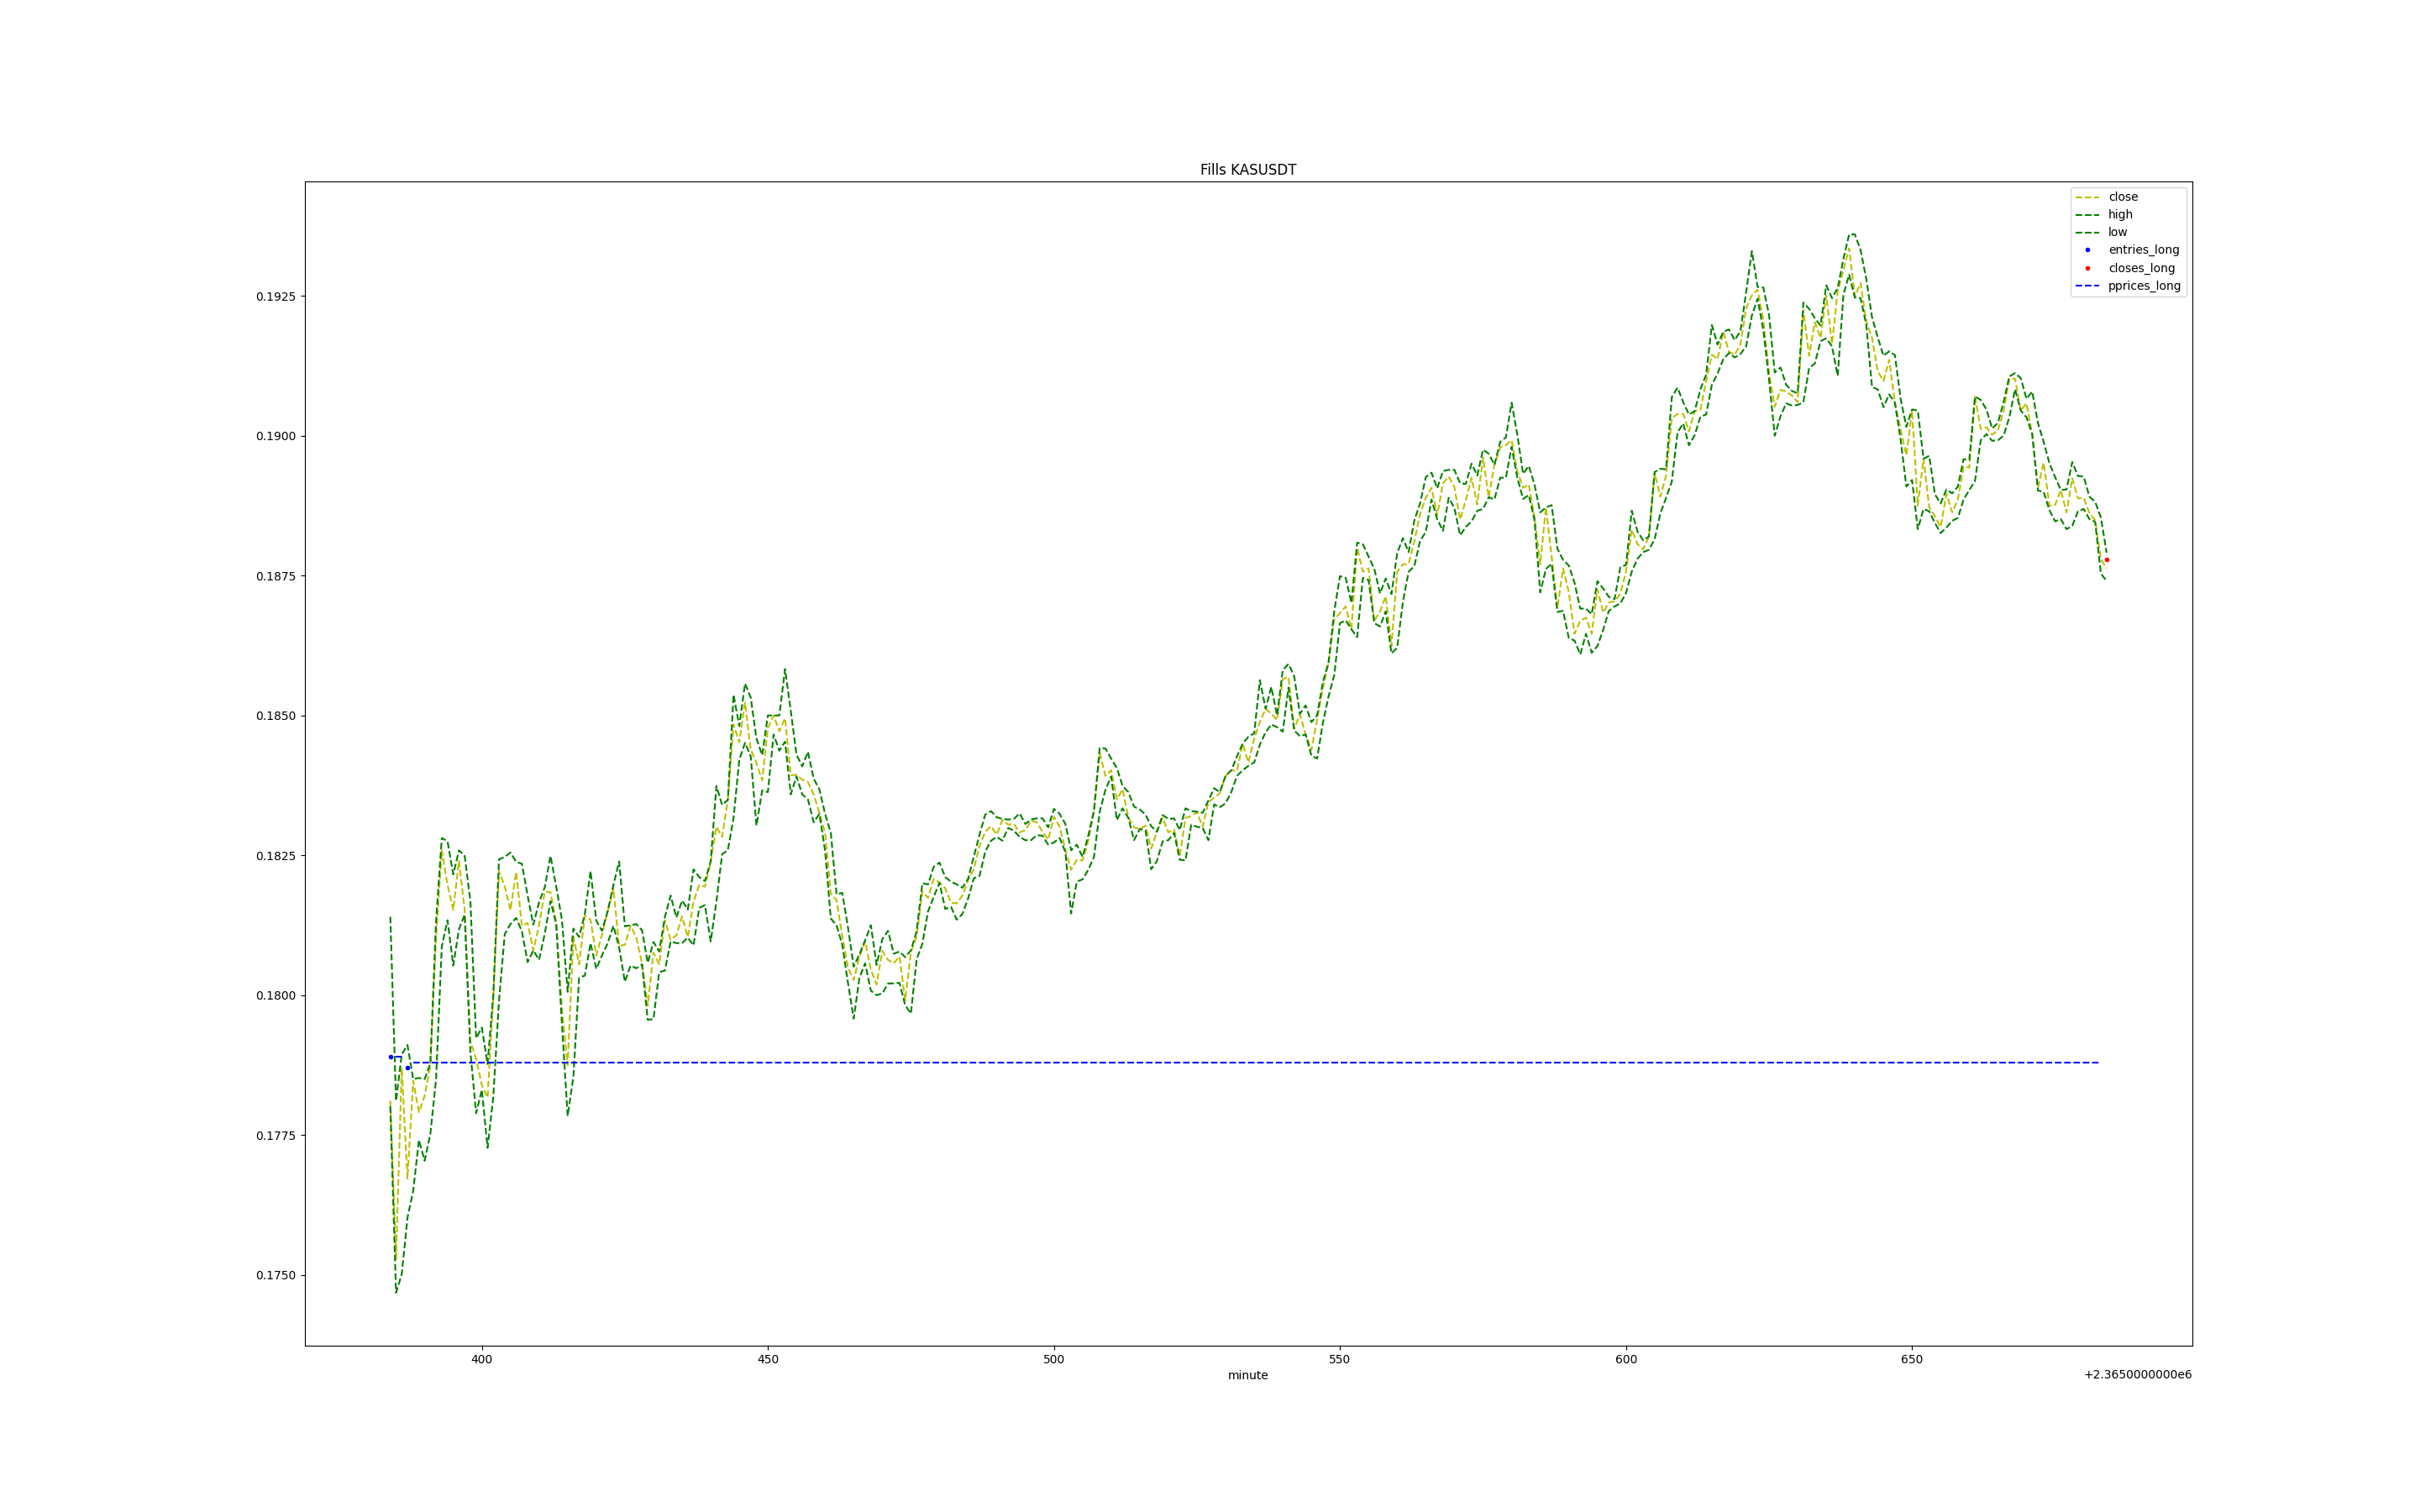 Fills KASUSDT
close
high
low
entries_long
closes_long
pprices_long
0.1925
0.1900
0.1875
0.1850
0.1825
0.1800
0.1775
0.1750
400 450 500 550 600 650
minute
+2.3650000000e6